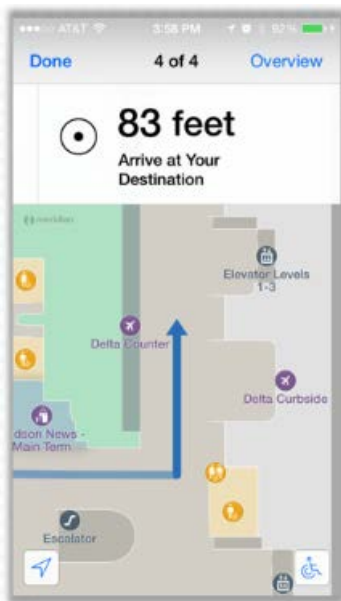 AT&T 3:58 PM 92%
Done 4 of 4 Overview
83 feet
Arrive at Your
Destination
meridian
Elevator Levels
1-3
Delta Counter
Delta Curbside
dson News -
Main Term
Escalator